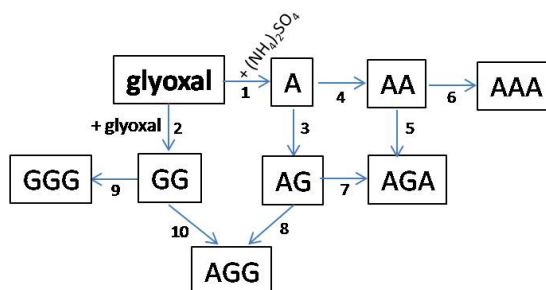 + (NH₄)₂SO₄
glyoxal
1
A
4
AA
6
AAA
+ glyoxal
2
3
5
GGG
9
GG
AG
7
AGA
10
8
AGG